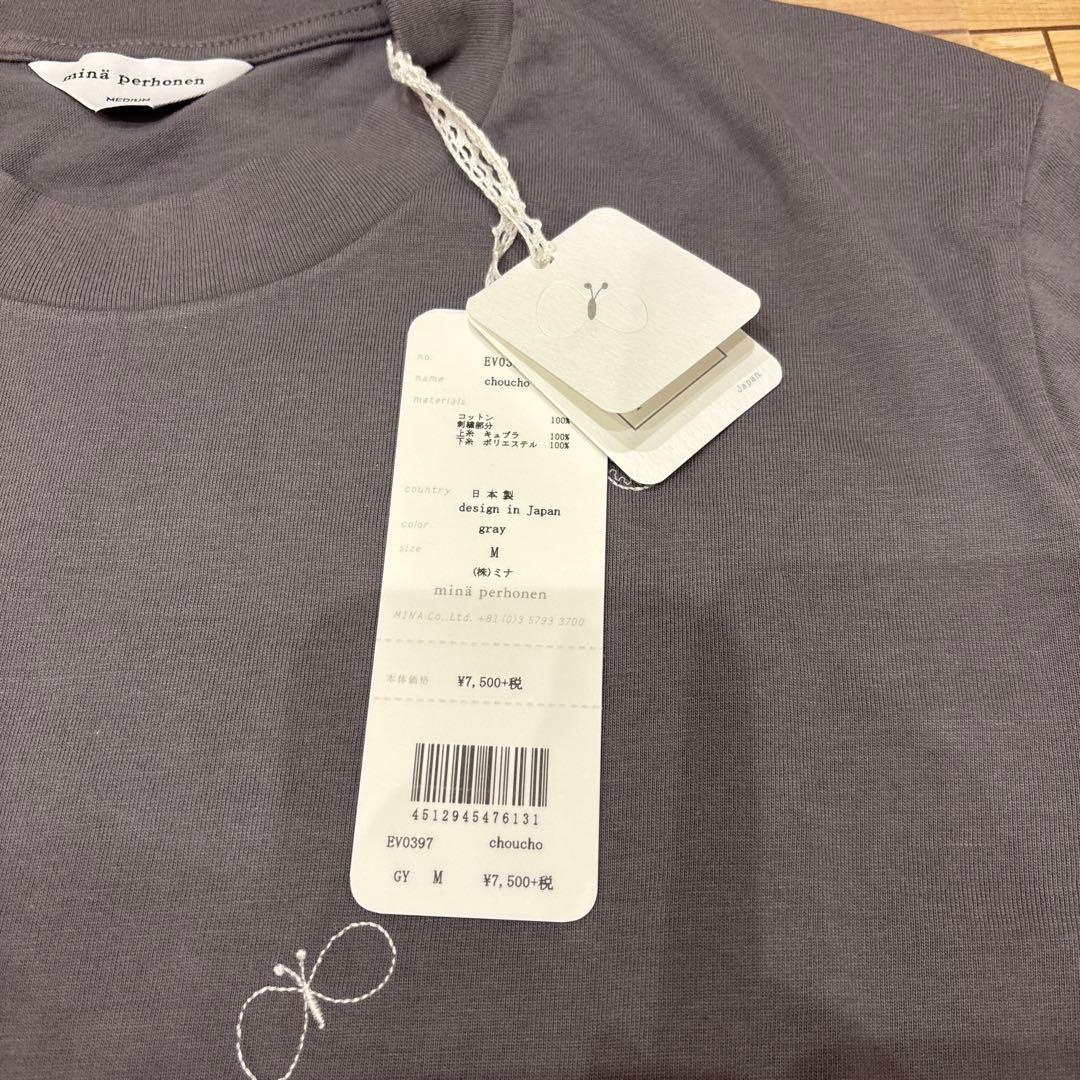 minä perhonen
MEDIUM
Japan
no. EV03
name choucho
materials
コットン 100%
刺繍部分
上糸 キュプラ 100%
下糸 ポリエステル 100%
country 日本製
design in Japan
color gray
size M
(株)ミナ
minä perhonen
MINA Co.,Ltd. +81 (0)3 5793 3700
本体価格 ¥7,500+税
4512945476131
EV0397 choucho
GY M ¥7,500+税